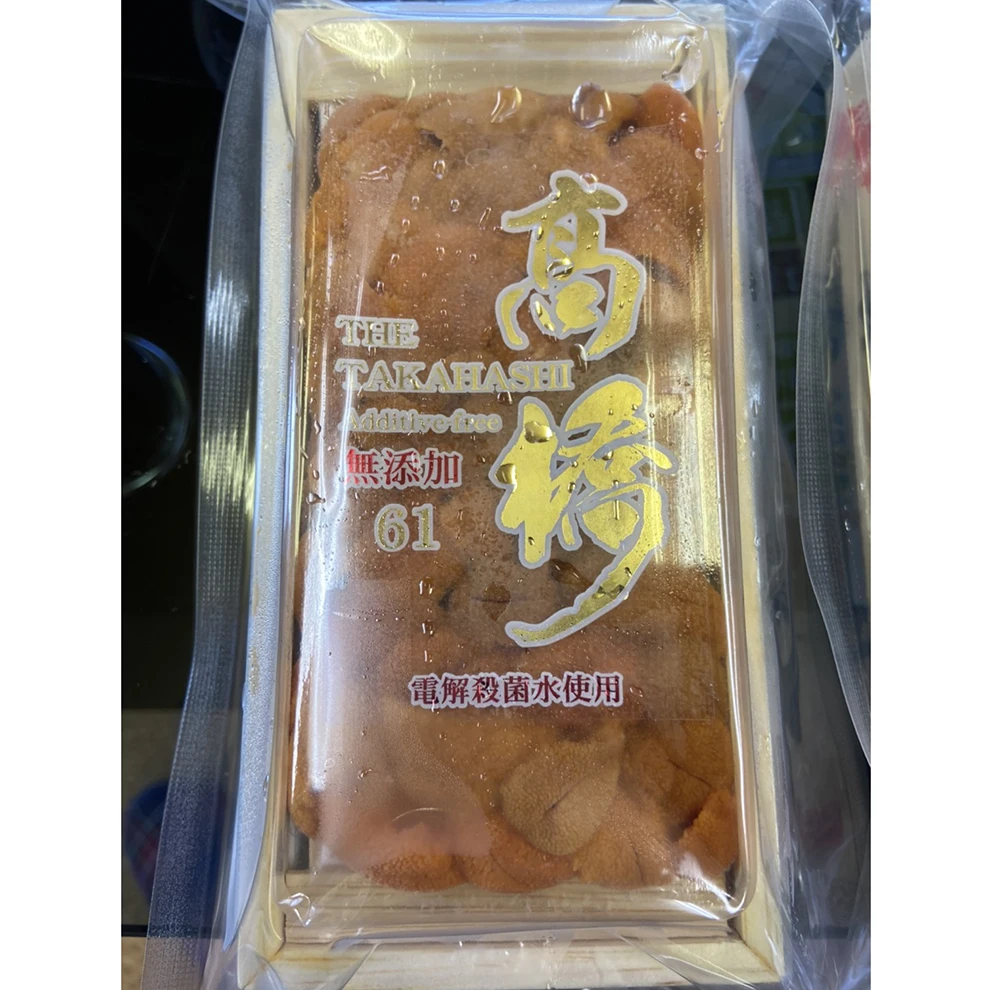 高橋
THE
TAKAHASHI
Additive-free
無添加
61
電解殺菌水使用